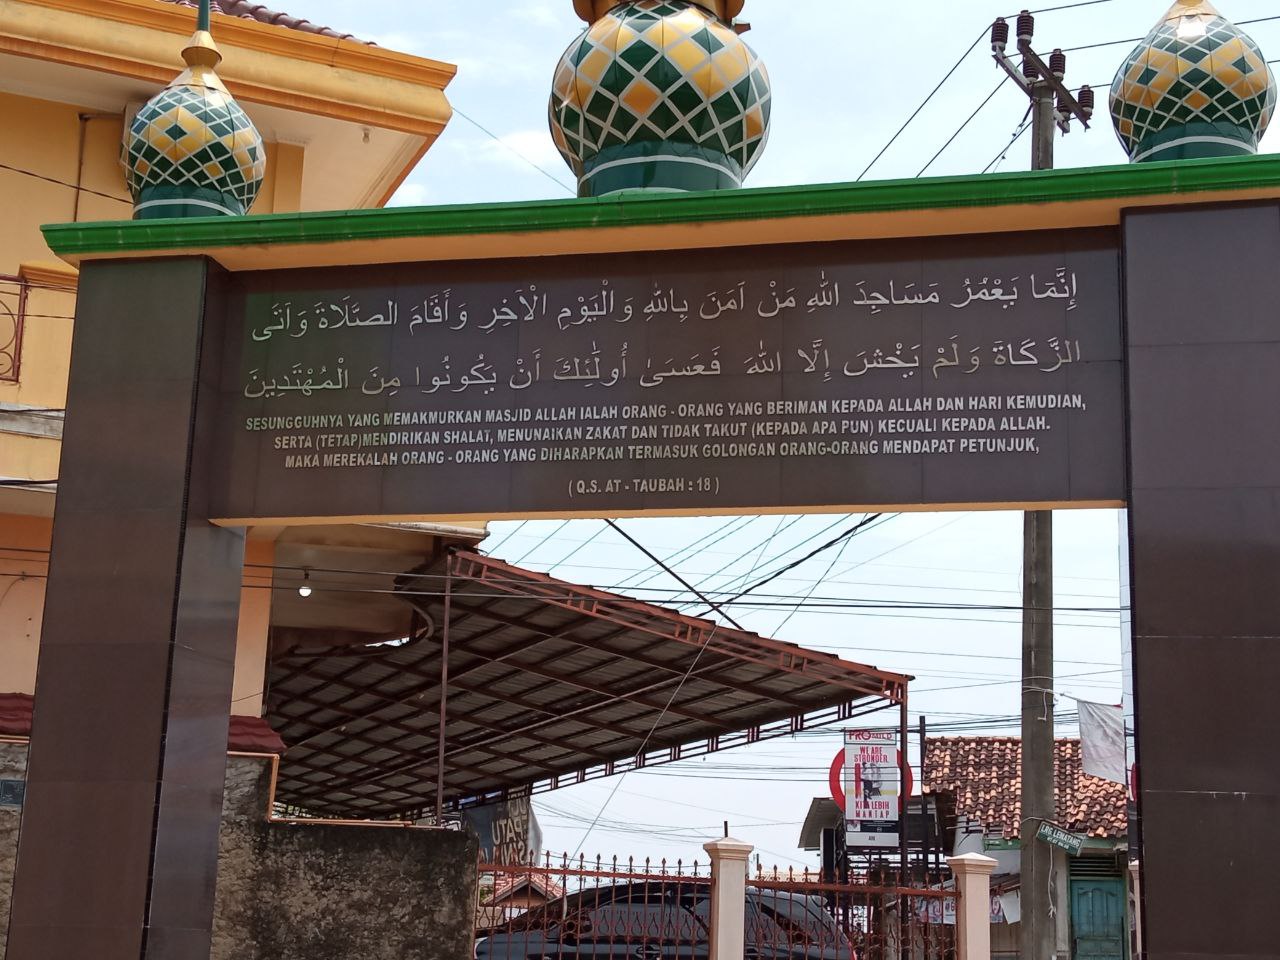 إِنَّمَا يَعْمُرُ مَسَاجِدَ اللهِ مَنْ اَمَنَ بِاللهِ وَ الْيَوْمِ الْآخِرِ وَ أَقَامَ الصَّلَاةَ وَ اَتَى
الزَّكَاةَ وَ لَمْ يَخْشَ إِلَّا اللهَ فَعَسَىٰ أُولَٰئِكَ أَنْ يَكُونُوا مِنَ الْمُهْتَدِينَ
SESUNGGUHNYA YANG MEMAKMURKAN MASJID ALLAH IALAH ORANG - ORANG YANG BERIMAN KEPADA ALLAH DAN HARI KEMUDIAN,
SERTA (TETAP)MENDIRIKAN SHALAT, MENUNAIKAN ZAKAT DAN TIDAK TAKUT (KEPADA APA PUN) KECUALI KEPADA ALLAH.
MAKA MEREKALAH ORANG - ORANG YANG DIHARAPKAN TERMASUK GOLONGAN ORANG-ORANG MENDAPAT PETUNJUK,
(Q.S. AT - TAUBAH : 18)
PROMILD
WE ARE
STRONGER
KITA LEBIH
MANTAP
LRG. LEMATANG